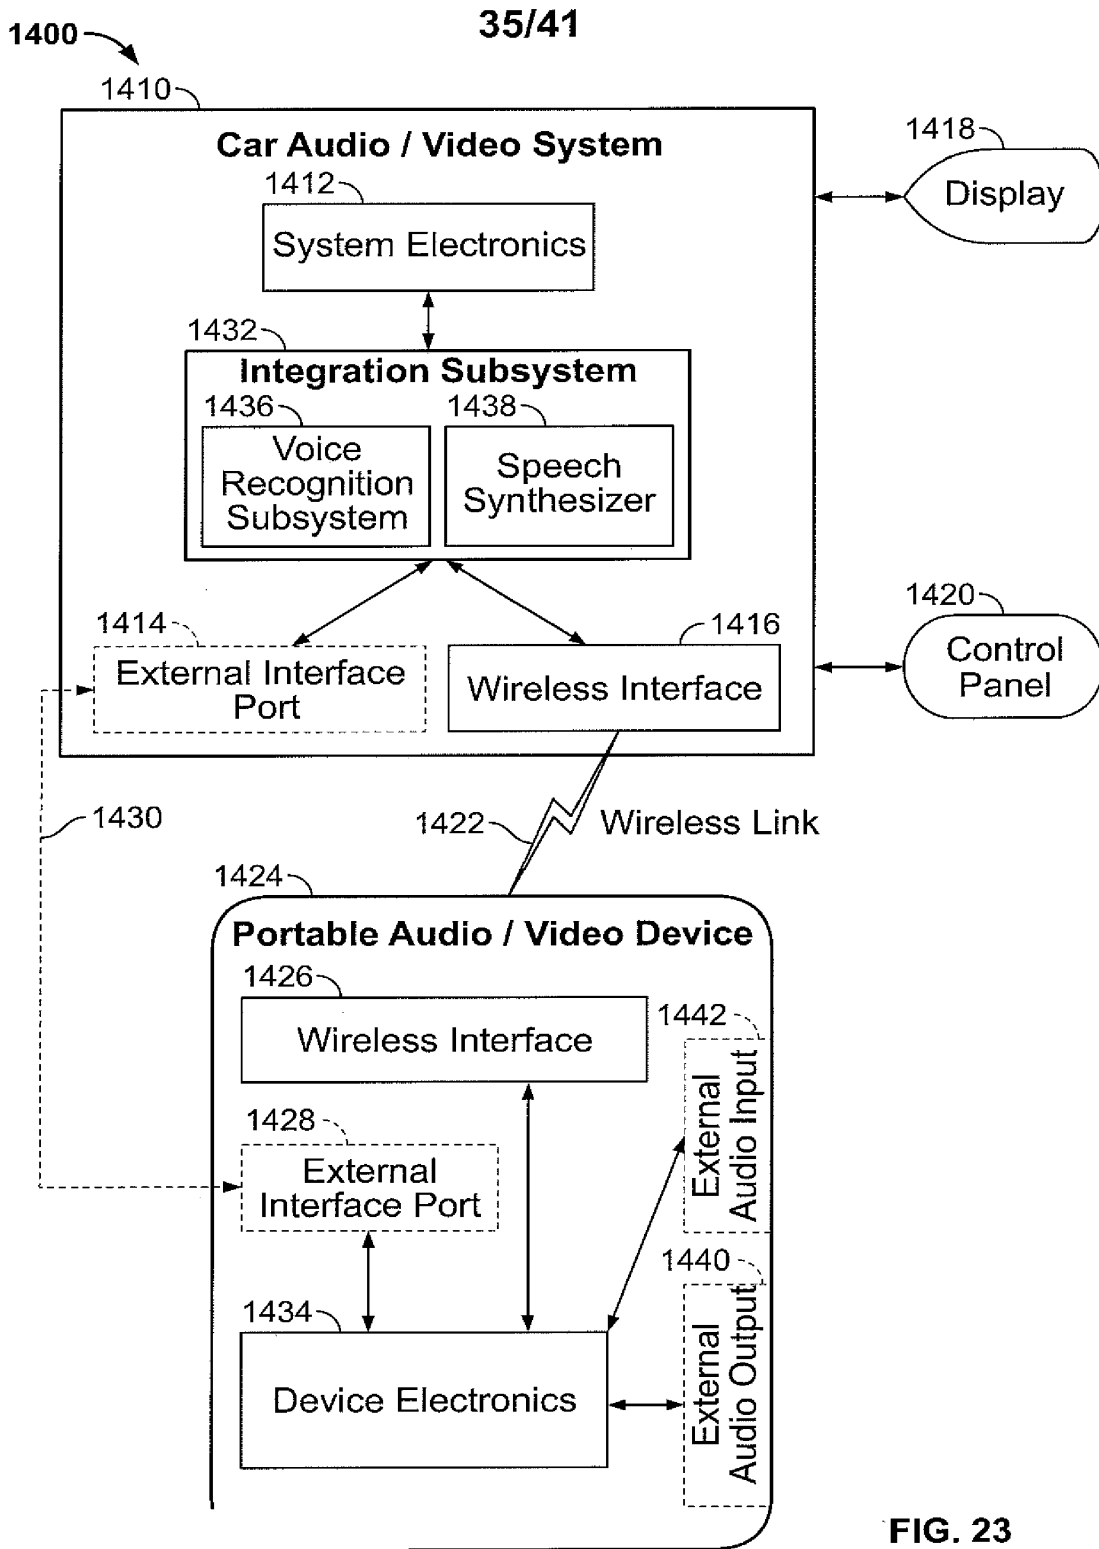 35/41
1400
1410
Car Audio / Video System
1412
System Electronics
1418
Display
1432
Integration Subsystem
1436
Voice
Recognition
Subsystem
1438
Speech
Synthesizer
1414
External Interface
Port
1416
Wireless Interface
1420
Control
Panel
1430
1422
Wireless Link
1424
Portable Audio / Video Device
1426
Wireless Interface
1442
External
Audio Input
1428
External
Interface Port
1440
External
Audio Output
1434
Device Electronics
FIG. 23